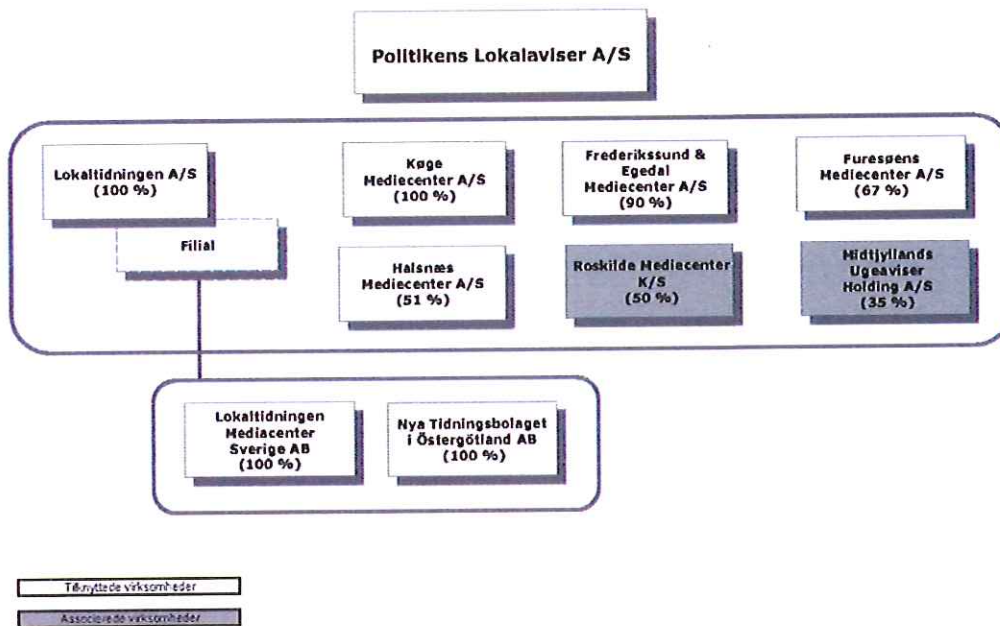 Politikens Lokalaviser A/S
Lokaltidningen A/S
(100 %)
Filial
Køge
Mediecenter A/S
(100 %)
Frederikssund &
Egedal
Mediecenter A/S
(90 %)
Furesøens
Mediecenter A/S
(67 %)
Halsnæs
Mediecenter A/S
(51 %)
Roskilde Mediecenter
K/S
(50 %)
Midtjyllands
Ugeaviser
Holding A/S
(35 %)
Lokaltidningen
Mediacenter
Sverige AB
(100 %)
Nya Tidningsbolaget
i Östergötland AB
(100 %)
Tilknyttede virksomheder
Associerede virksomheder